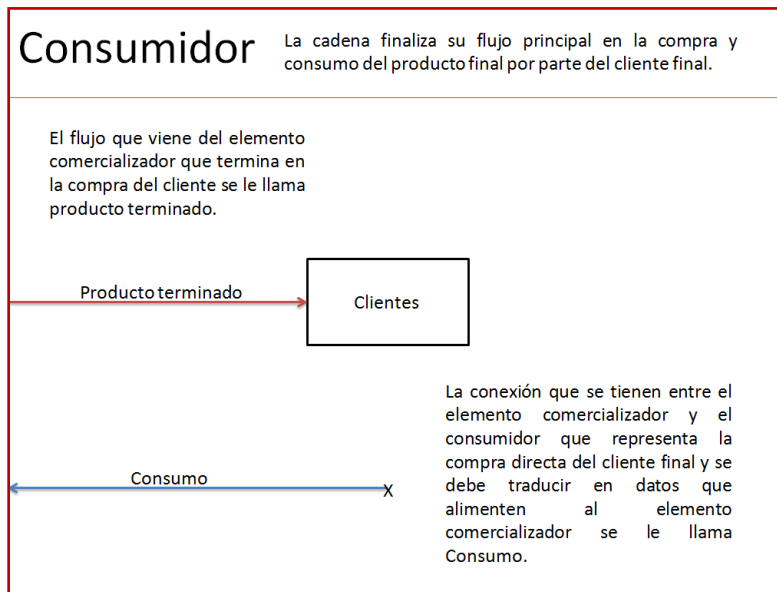 Consumidor
La cadena finaliza su flujo principal en la compra y
consumo del producto final por parte del cliente final.
El flujo que viene del elemento
comercializador que termina en
la compra del cliente se le llama
producto terminado.
Producto terminado
Clientes
La conexión que se tienen entre el
elemento comercializador y el
consumidor que representa la
compra directa del cliente final y se
debe traducir en datos que
alimenten al elemento
comercializador se le llama
Consumo.
Consumo
X